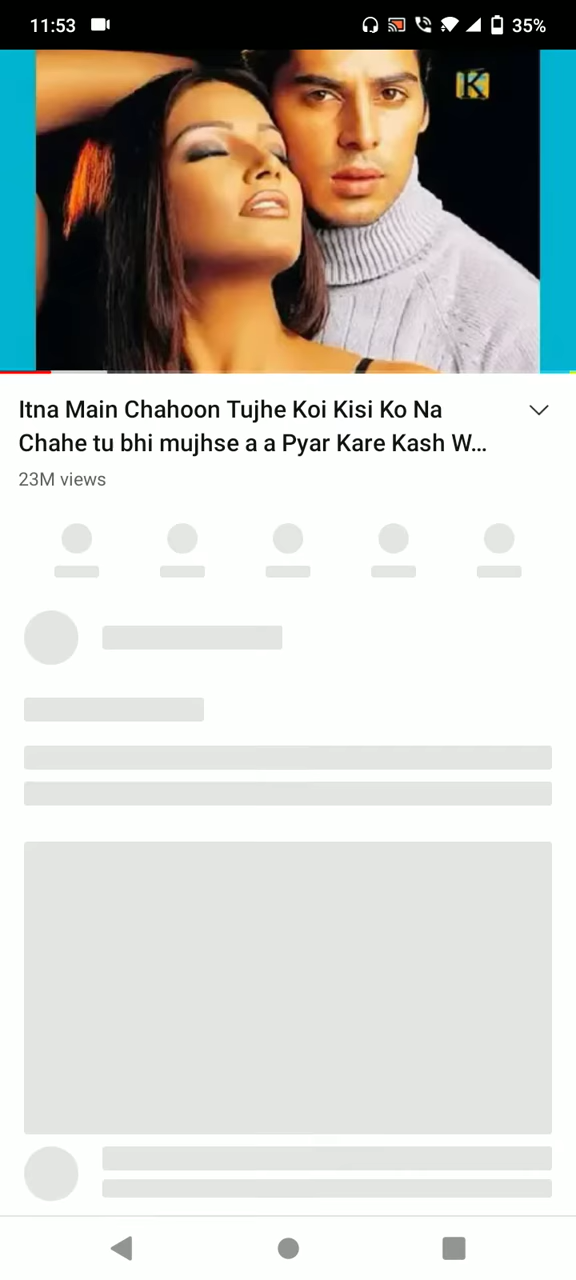 11:53
35%
K
Itna Main Chahoon Tujhe Koi Kisi Ko Na
Chahe tu bhi mujhse a a Pyar Kare Kash W...
23M views